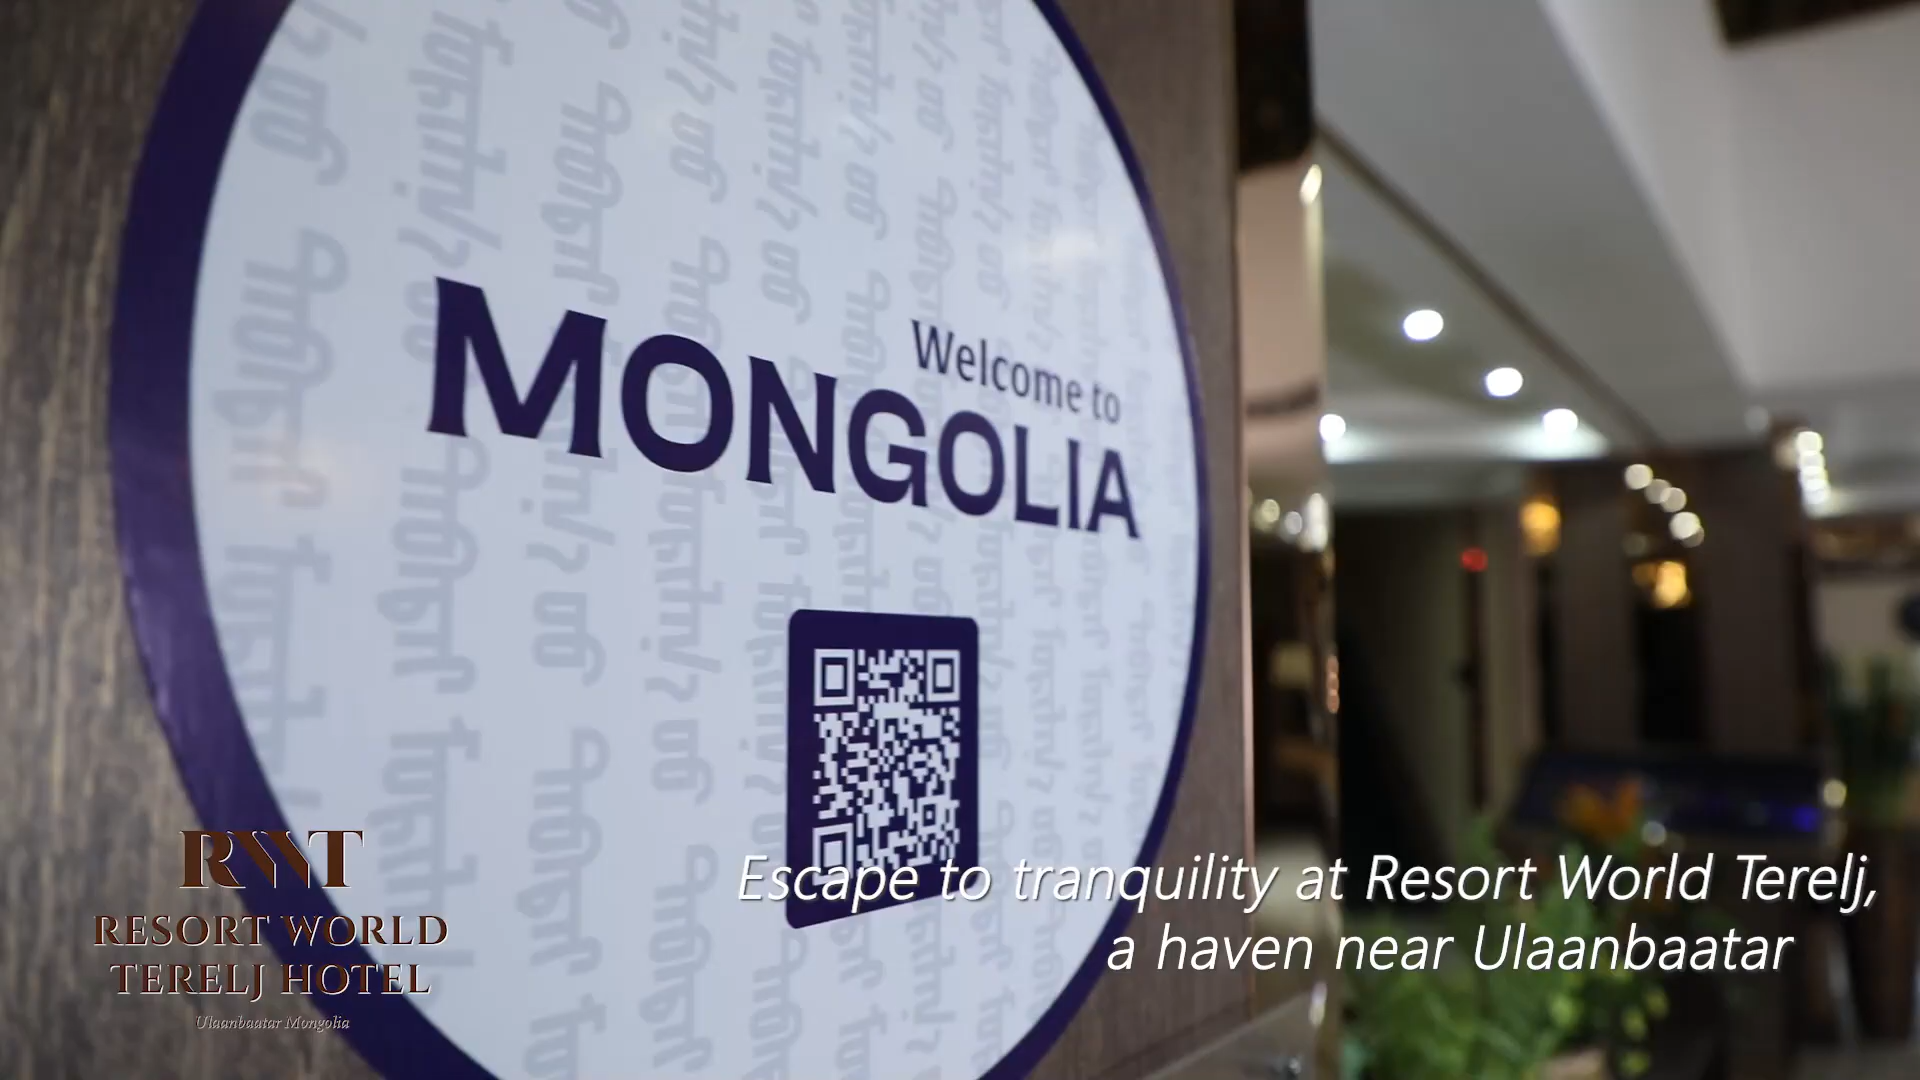 Welcome to
MONGOLIA
RWT
RESORT WORLD
TERELJ HOTEL
Ulaanbaatar Mongolia
Escape to tranquility at Resort World Terelj,
a haven near Ulaanbaatar